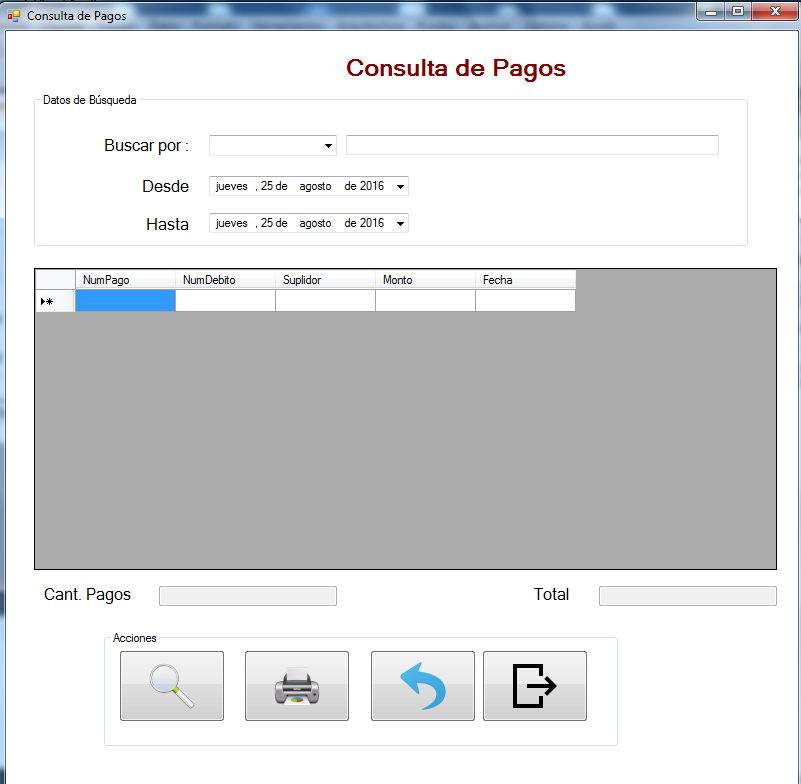 Consulta de Pagos
Consulta de Pagos
Datos de Búsqueda
Buscar por :
Desde jueves , 25 de agosto de 2016
Hasta jueves , 25 de agosto de 2016
NumPago NumDebito Suplidor Monto Fecha
Cant. Pagos Total
Acciones